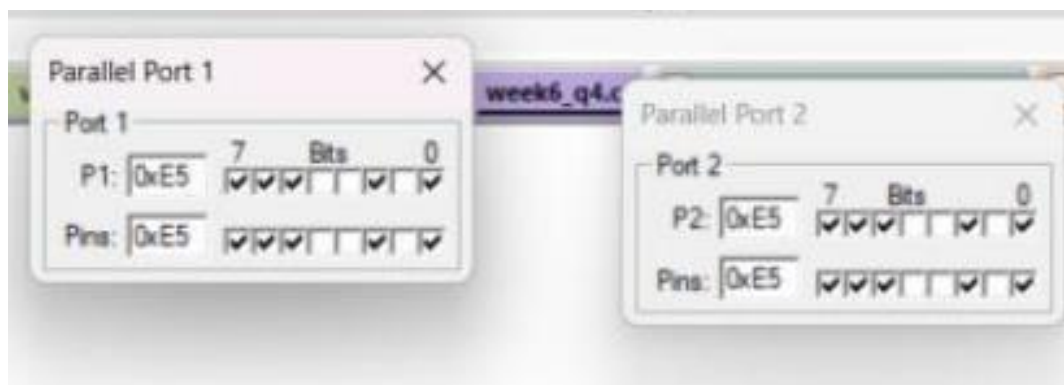 Parallel Port 1
Port 1
7 Bits 0
P1: 0xE5
Pins: 0xE5
week6_q4.c
Parallel Port 2
Port 2
7 Bits 0
P2: 0xE5
Pins: 0xE5